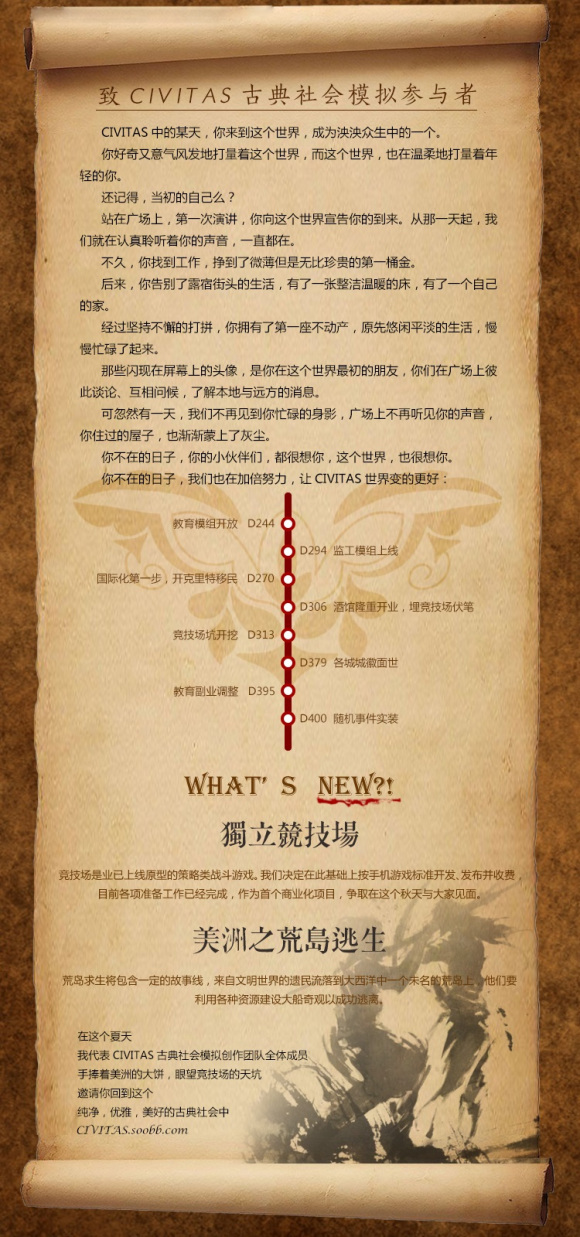 致 CIVITAS 古典社会模拟参与者
CIVITAS 中的某天，你来到这个世界，成为泱泱众生中的一个。
你好奇又意气风发地打量着这个世界，而这个世界，也在温柔地打量着年
轻的你。
还记得，当初的自己么？
站在广场上，第一次演讲，你向这个世界宣告你的到来。从那一天起，我
们就在认真聆听着你的声音，一直都在。
不久，你找到工作，挣到了微薄但是无比珍贵的第一桶金。
后来，你告别了露宿街头的生活，有了一张整洁温暖的床，有了一个自己
的家。
经过坚持不懈的打拼，你拥有了第一座不动产，原先悠闲平淡的生活，慢
慢忙碌了起来。
那些闪现在屏幕上的头像，是你在这个世界最初的朋友，你们在广场上彼
此谈论、互相问候，了解本地与远方的消息。
可忽然有一天，我们不再见到你忙碌的身影，广场上不再听见你的声音，
你住过的屋子，也渐渐蒙上了灰尘。
你不在的日子，你的小伙伴们，都很想你，这个世界，也很想你。
你不在的日子，我们也在加倍努力，让 CIVITAS 世界变的更好：
教育模组开放 D244
D294 监工模组上线
国际化第一步，开克里特移民 D270
D306 酒馆隆重开业，埋竞技场伏笔
竞技场坑开挖 D313
D379 各城城徽面世
教育副业调整 D395
D400 随机事件实装
WHAT'S NEW?!
獨立競技場
竞技场是业已上线原型的策略类战斗游戏。我们决定在此基础上按手机游戏标准开发、发布并收费，
目前各项准备工作已经完成，作为首个商业化项目，争取在这个秋天与大家见面。
美洲之荒島逃生
荒岛求生将包含一定的故事线，来自文明世界的遗民流落到大西洋中一个未名的荒岛上，他们要
利用各种资源建设大船奇观以成功逃离。
在这个夏天
我代表 CIVITAS 古典社会模拟创作团队全体成员
手捧着美洲的大饼，眼望竞技场的天坑
邀请你回到这个
纯净，优雅，美好的古典社会中
CIVITAS.soobb.com